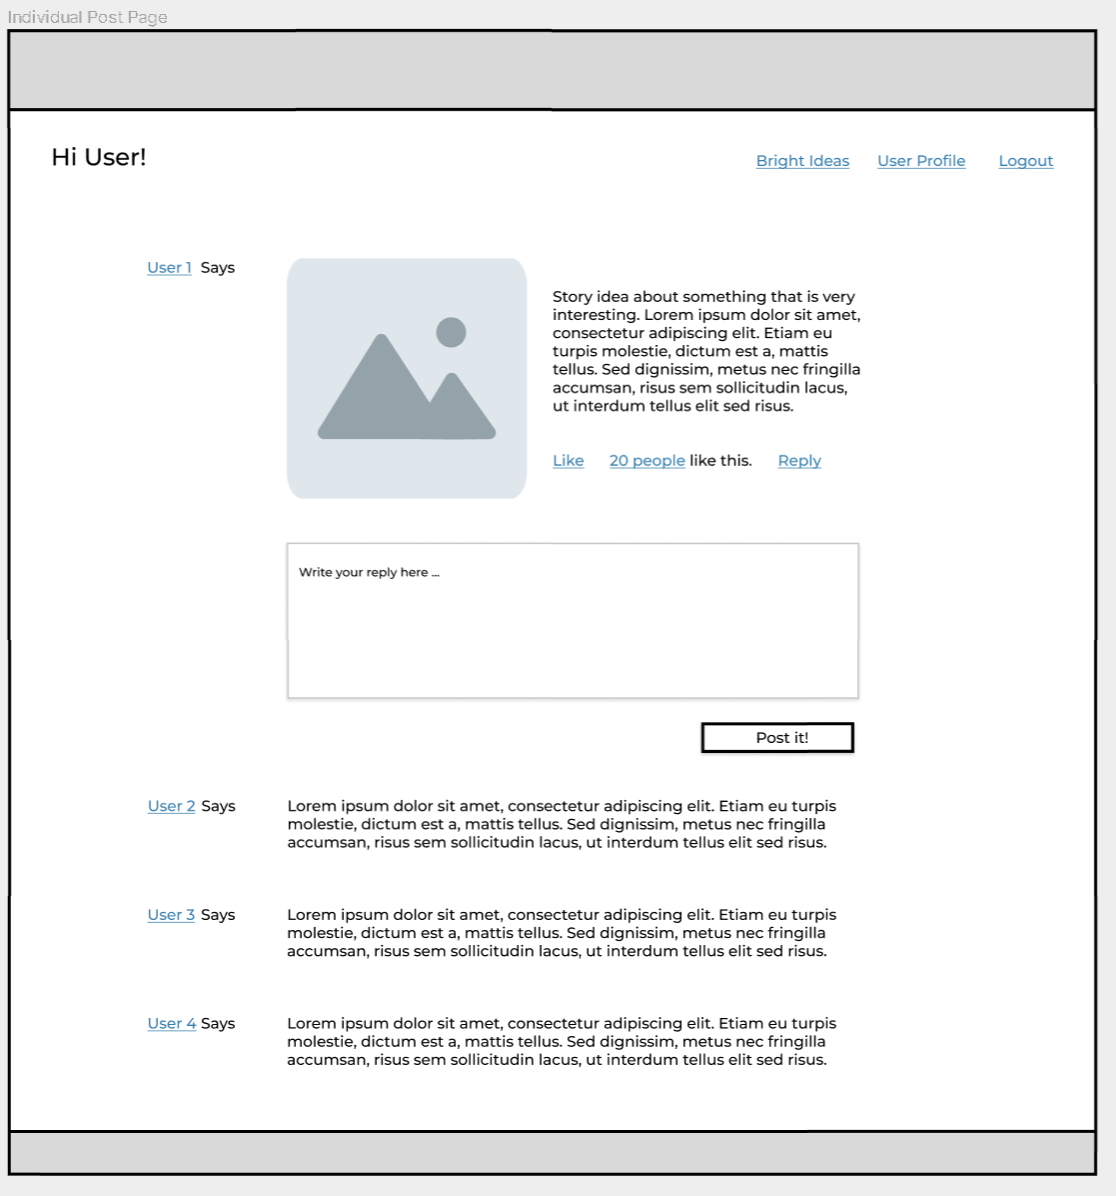 Individual Post Page
Hi User!
Bright Ideas
User Profile
Logout
User 1 Says
Story idea about something that is very
interesting. Lorem ipsum dolor sit amet,
consectetur adipiscing elit. Etiam eu
turpis molestie, dictum est a, mattis
tellus. Sed dignissim, metus nec fringilla
accumsan, risus sem sollicitudin lacus,
ut interdum tellus elit sed risus.
Like
20 people like this.
Reply
Write your reply here ...
Post it!
User 2 Says
Lorem ipsum dolor sit amet, consectetur adipiscing elit. Etiam eu turpis
molestie, dictum est a, mattis tellus. Sed dignissim, metus nec fringilla
accumsan, risus sem sollicitudin lacus, ut interdum tellus elit sed risus.
User 3 Says
Lorem ipsum dolor sit amet, consectetur adipiscing elit. Etiam eu turpis
molestie, dictum est a, mattis tellus. Sed dignissim, metus nec fringilla
accumsan, risus sem sollicitudin lacus, ut interdum tellus elit sed risus.
User 4 Says
Lorem ipsum dolor sit amet, consectetur adipiscing elit. Etiam eu turpis
molestie, dictum est a, mattis tellus. Sed dignissim, metus nec fringilla
accumsan, risus sem sollicitudin lacus, ut interdum tellus elit sed risus.